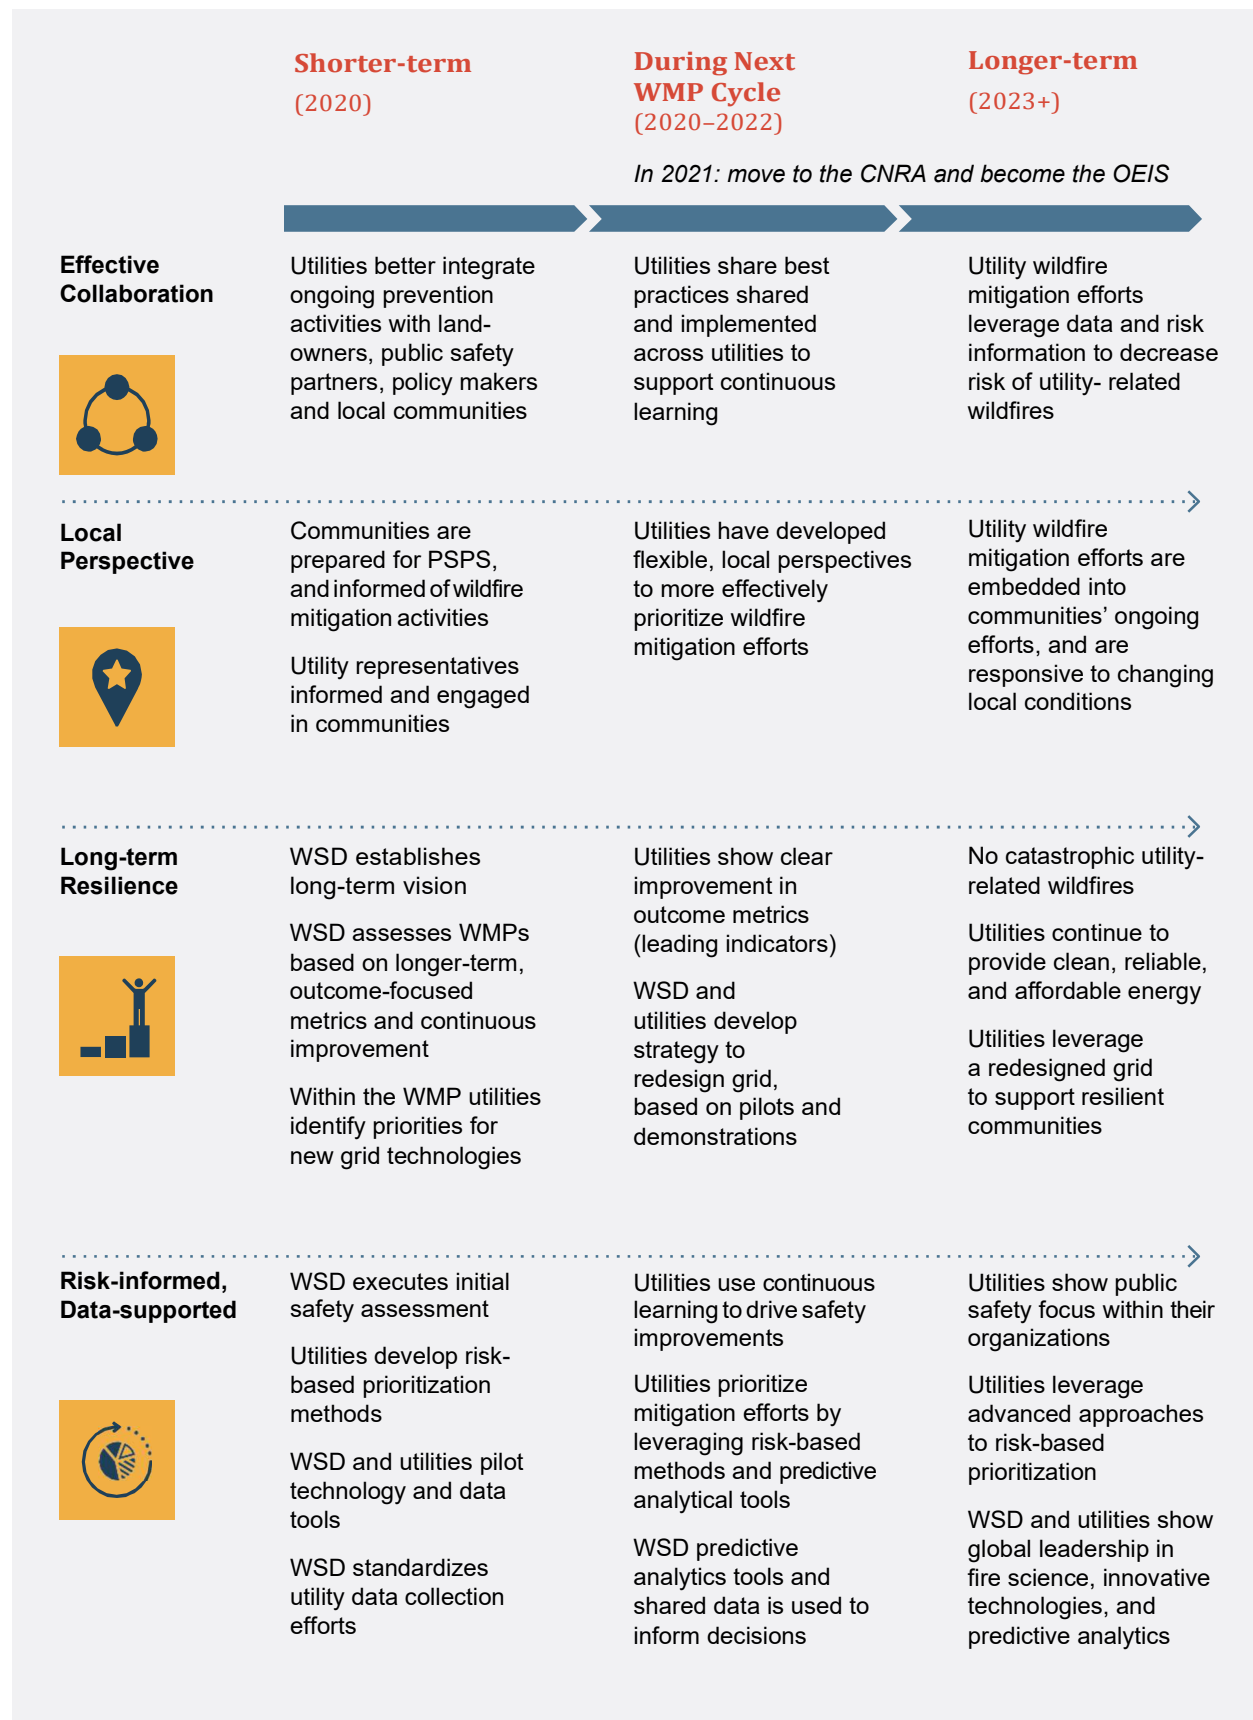 Shorter-term
(2020)
During Next
WMP Cycle
(2020–2022)
Longer-term
(2023+)
In 2021: move to the CNRA and become the OEIS
Effective
Collaboration
Utilities better integrate
ongoing prevention
activities with land-
owners, public safety
partners, policy makers
and local communities
Utilities share best
practices shared
and implemented
across utilities to
support continuous
learning
Utility wildfire
mitigation efforts
leverage data and risk
information to decrease
risk of utility- related
wildfires
Local
Perspective
Communities are
prepared for PSPS,
and informed of wildfire
mitigation activities
Utility representatives
informed and engaged
in communities
Utilities have developed
flexible, local perspectives
to more effectively
prioritize wildfire
mitigation efforts
Utility wildfire
mitigation efforts are
embedded into
communities’ ongoing
efforts, and are
responsive to changing
local conditions
Long-term
Resilience
WSD establishes
long-term vision
WSD assesses WMPs
based on longer-term,
outcome-focused
metrics and continuous
improvement
Within the WMP utilities
identify priorities for
new grid technologies
Utilities show clear
improvement in
outcome metrics
(leading indicators)
WSD and
utilities develop
strategy to
redesign grid,
based on pilots and
demonstrations
No catastrophic utility-
related wildfires
Utilities continue to
provide clean, reliable,
and affordable energy
Utilities leverage
a redesigned grid
to support resilient
communities
Risk-informed,
Data-supported
WSD executes initial
safety assessment
Utilities develop risk-
based prioritization
methods
WSD and utilities pilot
technology and data
tools
WSD standardizes
utility data collection
efforts
Utilities use continuous
learning to drive safety
improvements
Utilities prioritize
mitigation efforts by
leveraging risk-based
methods and predictive
analytical tools
WSD predictive
analytics tools and
shared data is used to
inform decisions
Utilities show public
safety focus within their
organizations
Utilities leverage
advanced approaches
to risk-based
prioritization
WSD and utilities show
global leadership in
fire science, innovative
technologies, and
predictive analytics